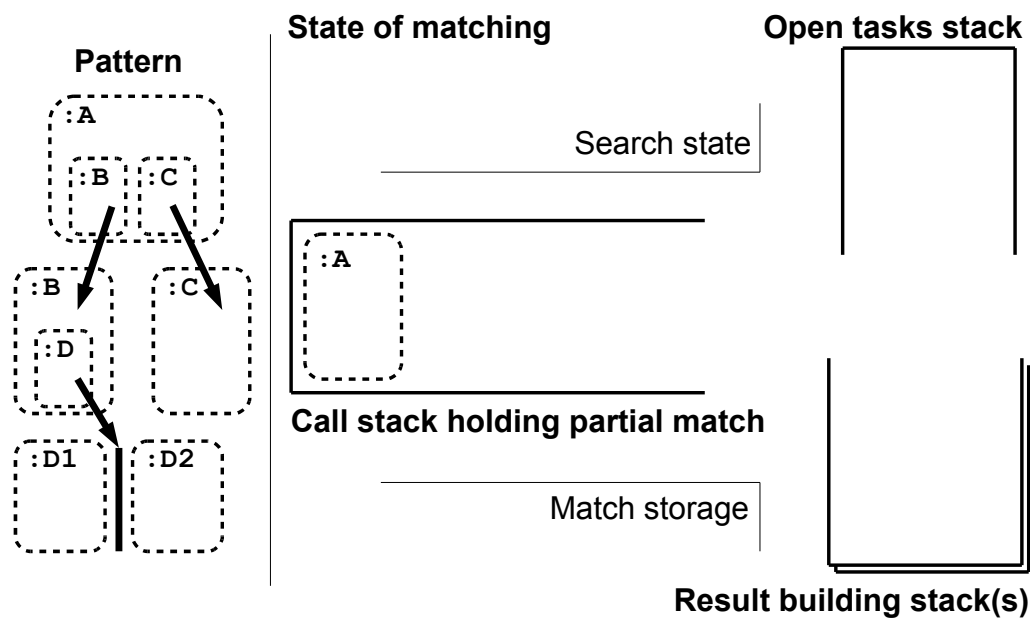 State of matching
Open tasks stack
Pattern
:A
:B :C
Search state
:A
:B :C
:D
Call stack holding partial match
:D1 :D2
Match storage
Result building stack(s)